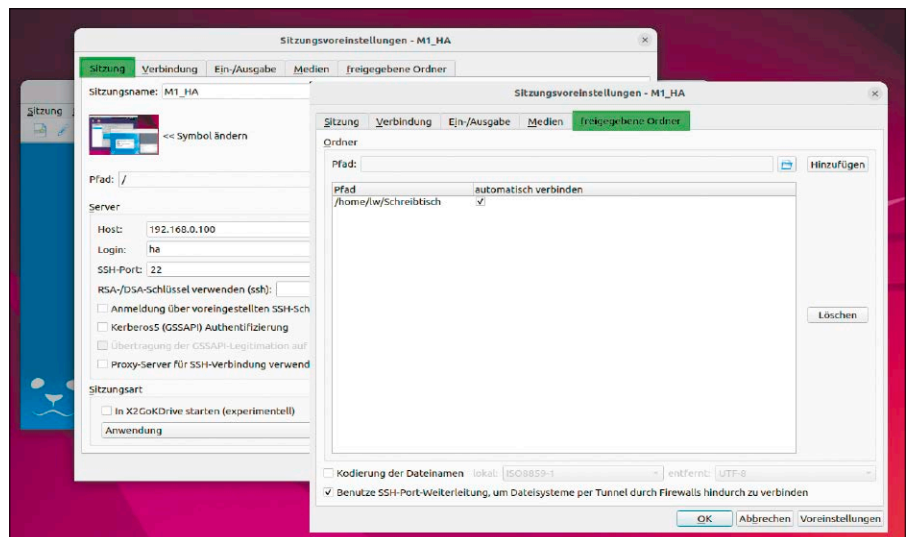 Sitzungsvoreinstellungen - M1_HA
Sitzung Verbindung Ein-/Ausgabe Medien freigegebene Ordner
Sitzungsname: M1_HA
<< Symbol ändern
Pfad: /
Server
Host: 192.168.0.100
Login: ha
SSH-Port: 22
RSA-/DSA-Schlüssel verwenden (ssh):
Anmeldung über voreingestellten SSH-Sch
Kerberos5 (GSSAPI) Authentifizierung
Übertragung der GSSAPI-Legitimation auf
Proxy-Server für SSH-Verbindung verwend
Sitzungsart
In X2GoKDrive starten (experimentell)
Anwendung
Sitzung
Sitzungsvoreinstellungen - M1_HA
Sitzung Verbindung Ein-/Ausgabe Medien freigegebene Ordner
Ordner
Pfad: Hinzufügen
Pfad automatisch verbinden
/home/lw/Schreibtisch
Löschen
Kodierung der Dateinamen lokal: ISO8859-1 entfernt: UTF-8
Benutze SSH-Port-Weiterleitung, um Dateisysteme per Tunnel durch Firewalls hindurch zu verbinden
OK Abbrechen Voreinstellungen